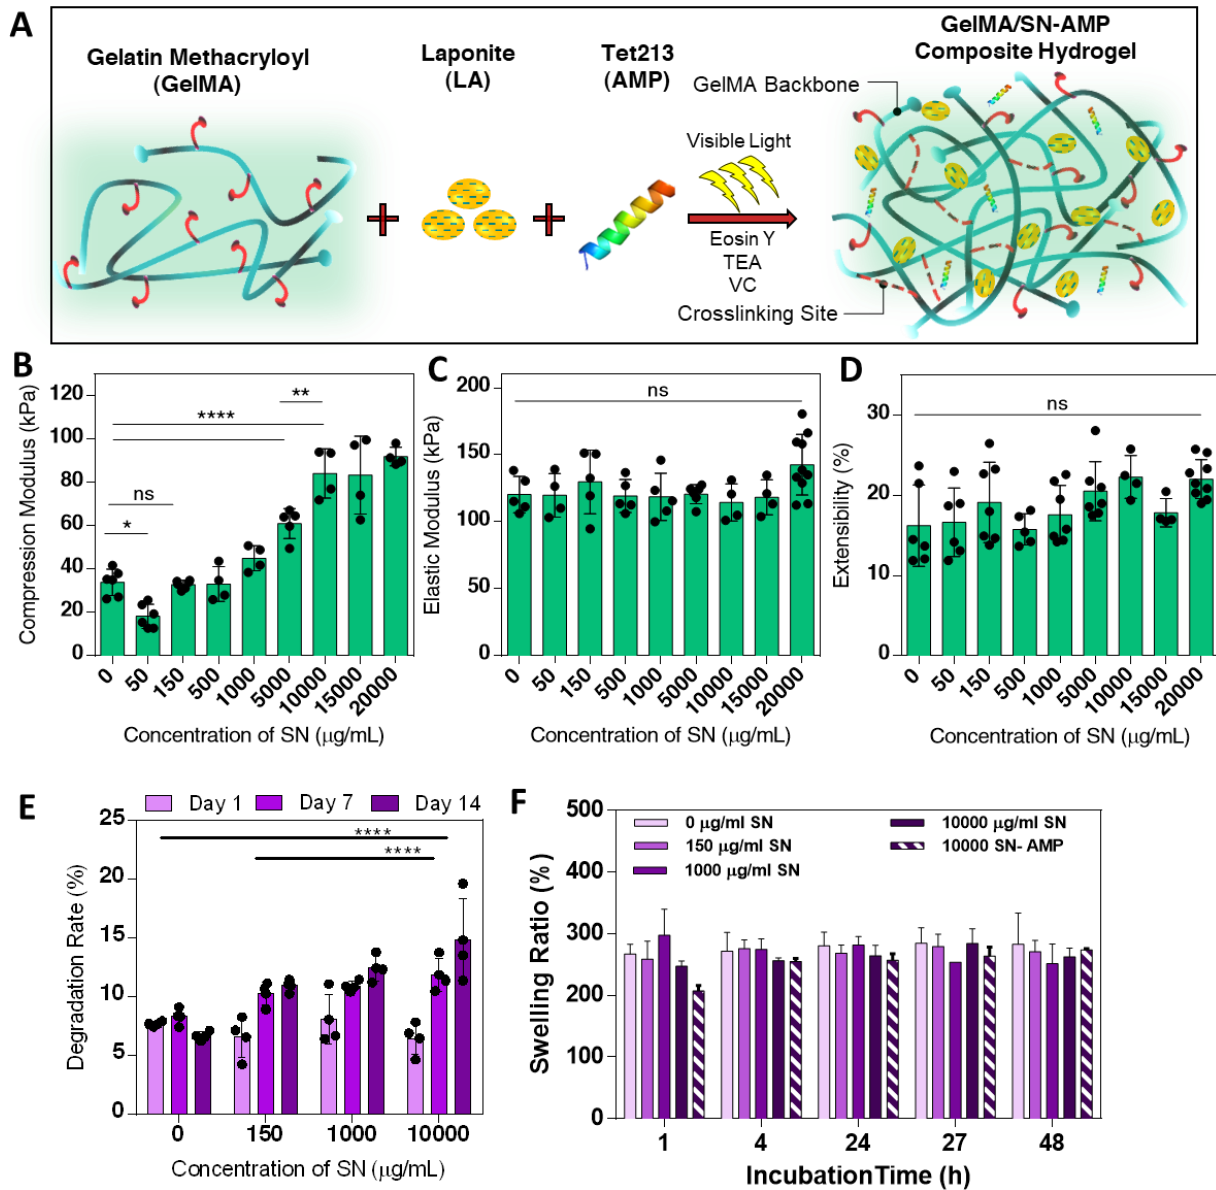 A
Gelatin Methacryloyl
(GelMA)
Laponite
(LA)
Tet213
(AMP)
GelMA/SN-AMP
Composite Hydrogel
GelMA Backbone
Visible Light
Eosin Y
TEA
VC
Crosslinking Site
B
Compression Modulus (kPa)
120
100
80
60
40
20
0
*
ns
****
**
0
50
150
500
1000
5000
10000
15000
20000
Concentration of SN (µg/mL)
C
Elastic Modulus (kPa)
200
150
100
50
0
ns
0
50
150
500
1000
5000
10000
15000
20000
Concentration of SN (µg/mL)
D
Extensibility (%)
30
20
10
0
ns
0
50
150
500
1000
5000
10000
15000
20000
Concentration of SN (µg/mL)
E
Day 1
Day 7
Day 14
Degradation Rate (%)
25
20
15
10
5
0
****
****
0
150
1000
10000
Concentration of SN (µg/mL)
F
Swelling Ratio (%)
500
400
300
200
100
0
0 µg/ml SN
150 µg/ml SN
1000 µg/ml SN
10000 µg/ml SN
10000 SN- AMP
1
4
24
27
48
IncubationTime (h)